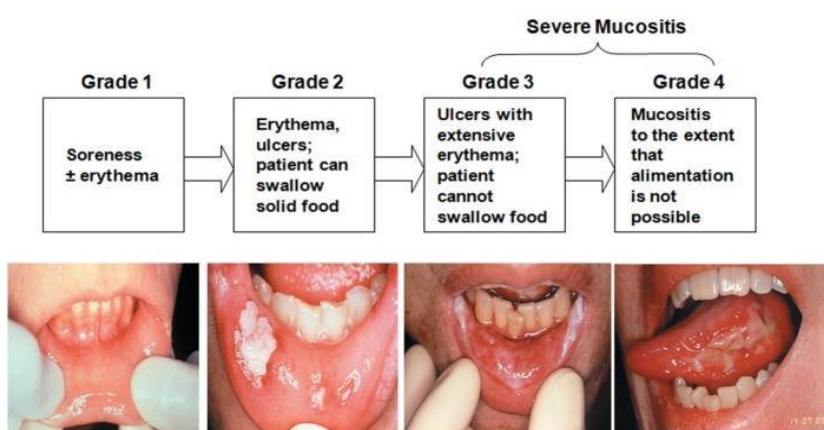 Severe Mucositis
Grade 1
Grade 2
Grade 3
Grade 4
Soreness
± erythema
Erythema,
ulcers;
patient can
swallow
solid food
Ulcers with
extensive
erythema;
patient
cannot
swallow food
Mucositis
to the extent
that
alimentation
is not
possible